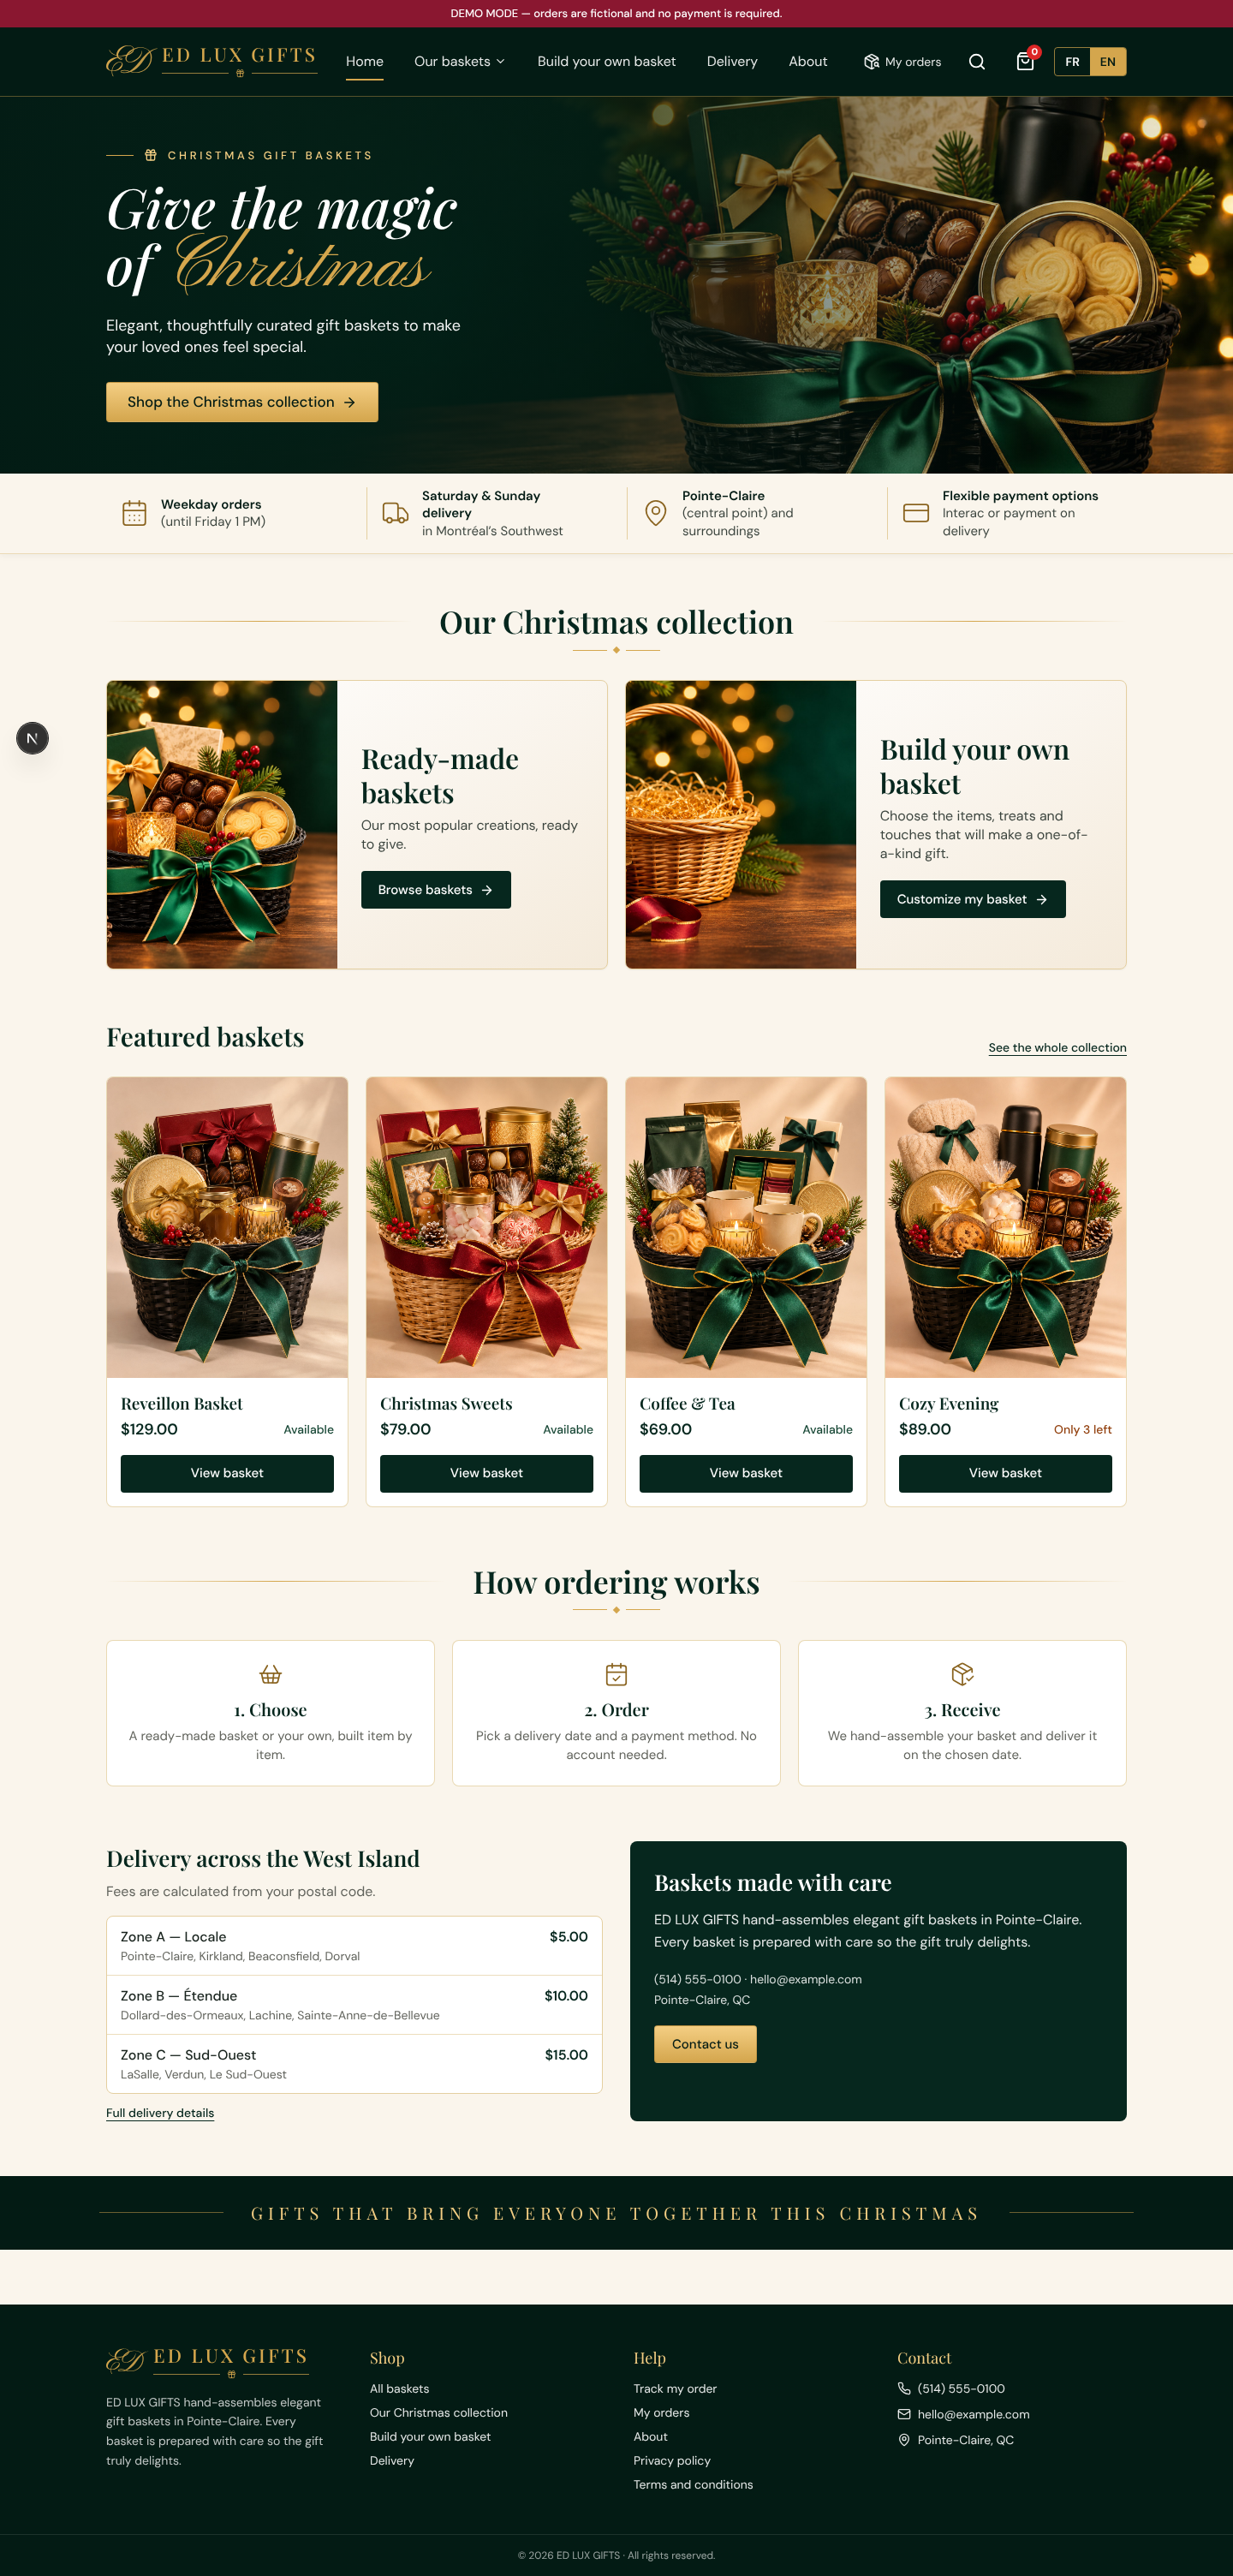 DEMO MODE — orders are fictional and no payment is required.
ED LUX GIFTS
Home
Our baskets
Build your own basket
Delivery
About
My orders
0
FR
EN
CHRISTMAS GIFT BASKETS
Give the magic
of Christmas
Elegant, thoughtfully curated gift baskets to make
your loved ones feel special.
Shop the Christmas collection
Weekday orders
(until Friday 1 PM)
Saturday & Sunday
delivery
in Montréal’s Southwest
Pointe-Claire
(central point) and
surroundings
Flexible payment options
Interac or payment on
delivery
Our Christmas collection
N
Ready-made
baskets
Our most popular creations, ready
to give.
Browse baskets
Build your own
basket
Choose the items, treats and
touches that will make a one-of-
a-kind gift.
Customize my basket
Featured baskets
See the whole collection
Reveillon Basket
$129.00
Available
View basket
Christmas Sweets
$79.00
Available
View basket
Coffee & Tea
$69.00
Available
View basket
Cozy Evening
$89.00
Only 3 left
View basket
How ordering works
1. Choose
A ready-made basket or your own, built item by
item.
2. Order
Pick a delivery date and a payment method. No
account needed.
3. Receive
We hand-assemble your basket and deliver it
on the chosen date.
Delivery across the West Island
Fees are calculated from your postal code.
Zone A — Locale
$5.00
Pointe-Claire, Kirkland, Beaconsfield, Dorval
Zone B — Étendue
$10.00
Dollard-des-Ormeaux, Lachine, Sainte-Anne-de-Bellevue
Zone C — Sud-Ouest
$15.00
LaSalle, Verdun, Le Sud-Ouest
Full delivery details
Baskets made with care
ED LUX GIFTS hand-assembles elegant gift baskets in Pointe-Claire.
Every basket is prepared with care so the gift truly delights.
(514) 555-0100 · hello@example.com
Pointe-Claire, QC
Contact us
GIFTS THAT BRING EVERYONE TOGETHER THIS CHRISTMAS
ED
ED LUX GIFTS
ED LUX GIFTS hand-assembles elegant
gift baskets in Pointe-Claire. Every
basket is prepared with care so the gift
truly delights.
Shop
All baskets
Our Christmas collection
Build your own basket
Delivery
Help
Track my order
My orders
About
Privacy policy
Terms and conditions
Contact
(514) 555-0100
hello@example.com
Pointe-Claire, QC
© 2026 ED LUX GIFTS · All rights reserved.